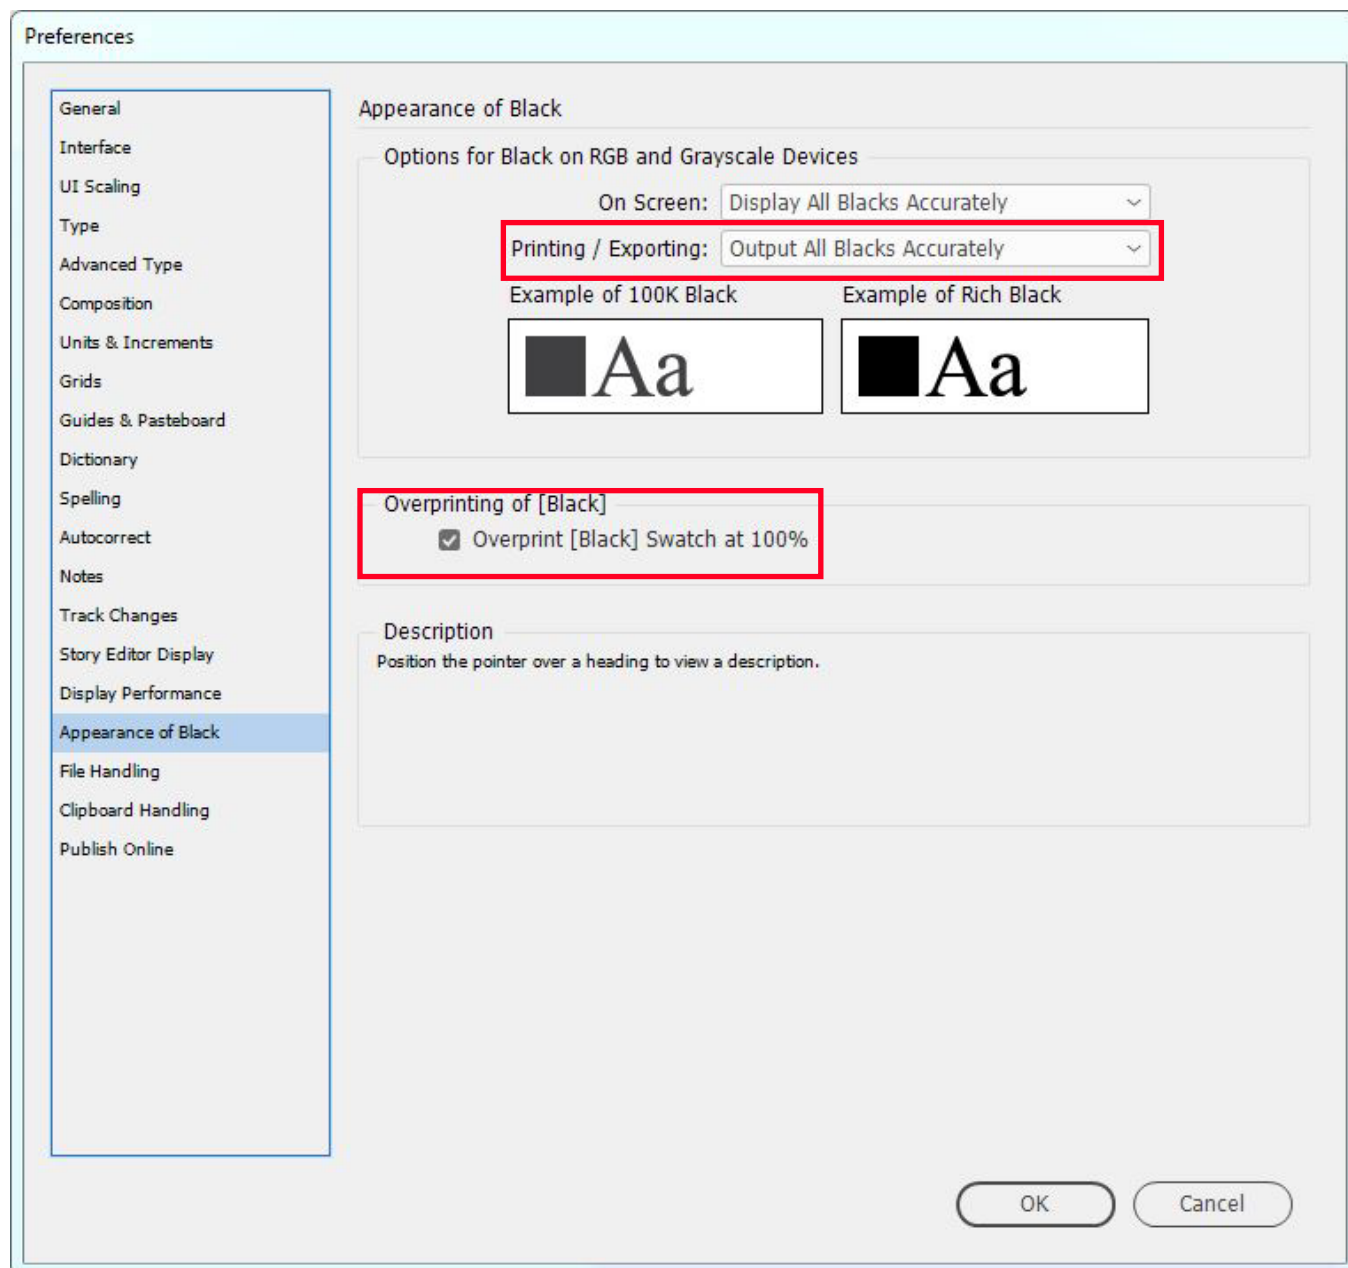 Preferences
General
Interface
UI Scaling
Type
Advanced Type
Composition
Units & Increments
Grids
Guides & Pasteboard
Dictionary
Spelling
Autocorrect
Notes
Track Changes
Story Editor Display
Display Performance
Appearance of Black
File Handling
Clipboard Handling
Publish Online
Appearance of Black
Options for Black on RGB and Grayscale Devices
On Screen: Display All Blacks Accurately
Printing / Exporting: Output All Blacks Accurately
Example of 100K Black Example of Rich Black
Aa Aa
Overprinting of [Black]
Overprint [Black] Swatch at 100%
Description
Position the pointer over a heading to view a description.
OK Cancel